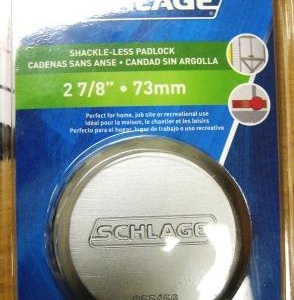 SCHLAGE
SHACKLE-LESS PADLOCK
CADENAS SANS ANSE • CANDAD SIN ARGOLLA
2 7/8" • 73mm
Perfect for home, job site or recreational use
Idéal pour la maison, le chantier et les loisirs
Perfecto para el hogar, lugar de trabajo o uso recreativo
SCHLAGE